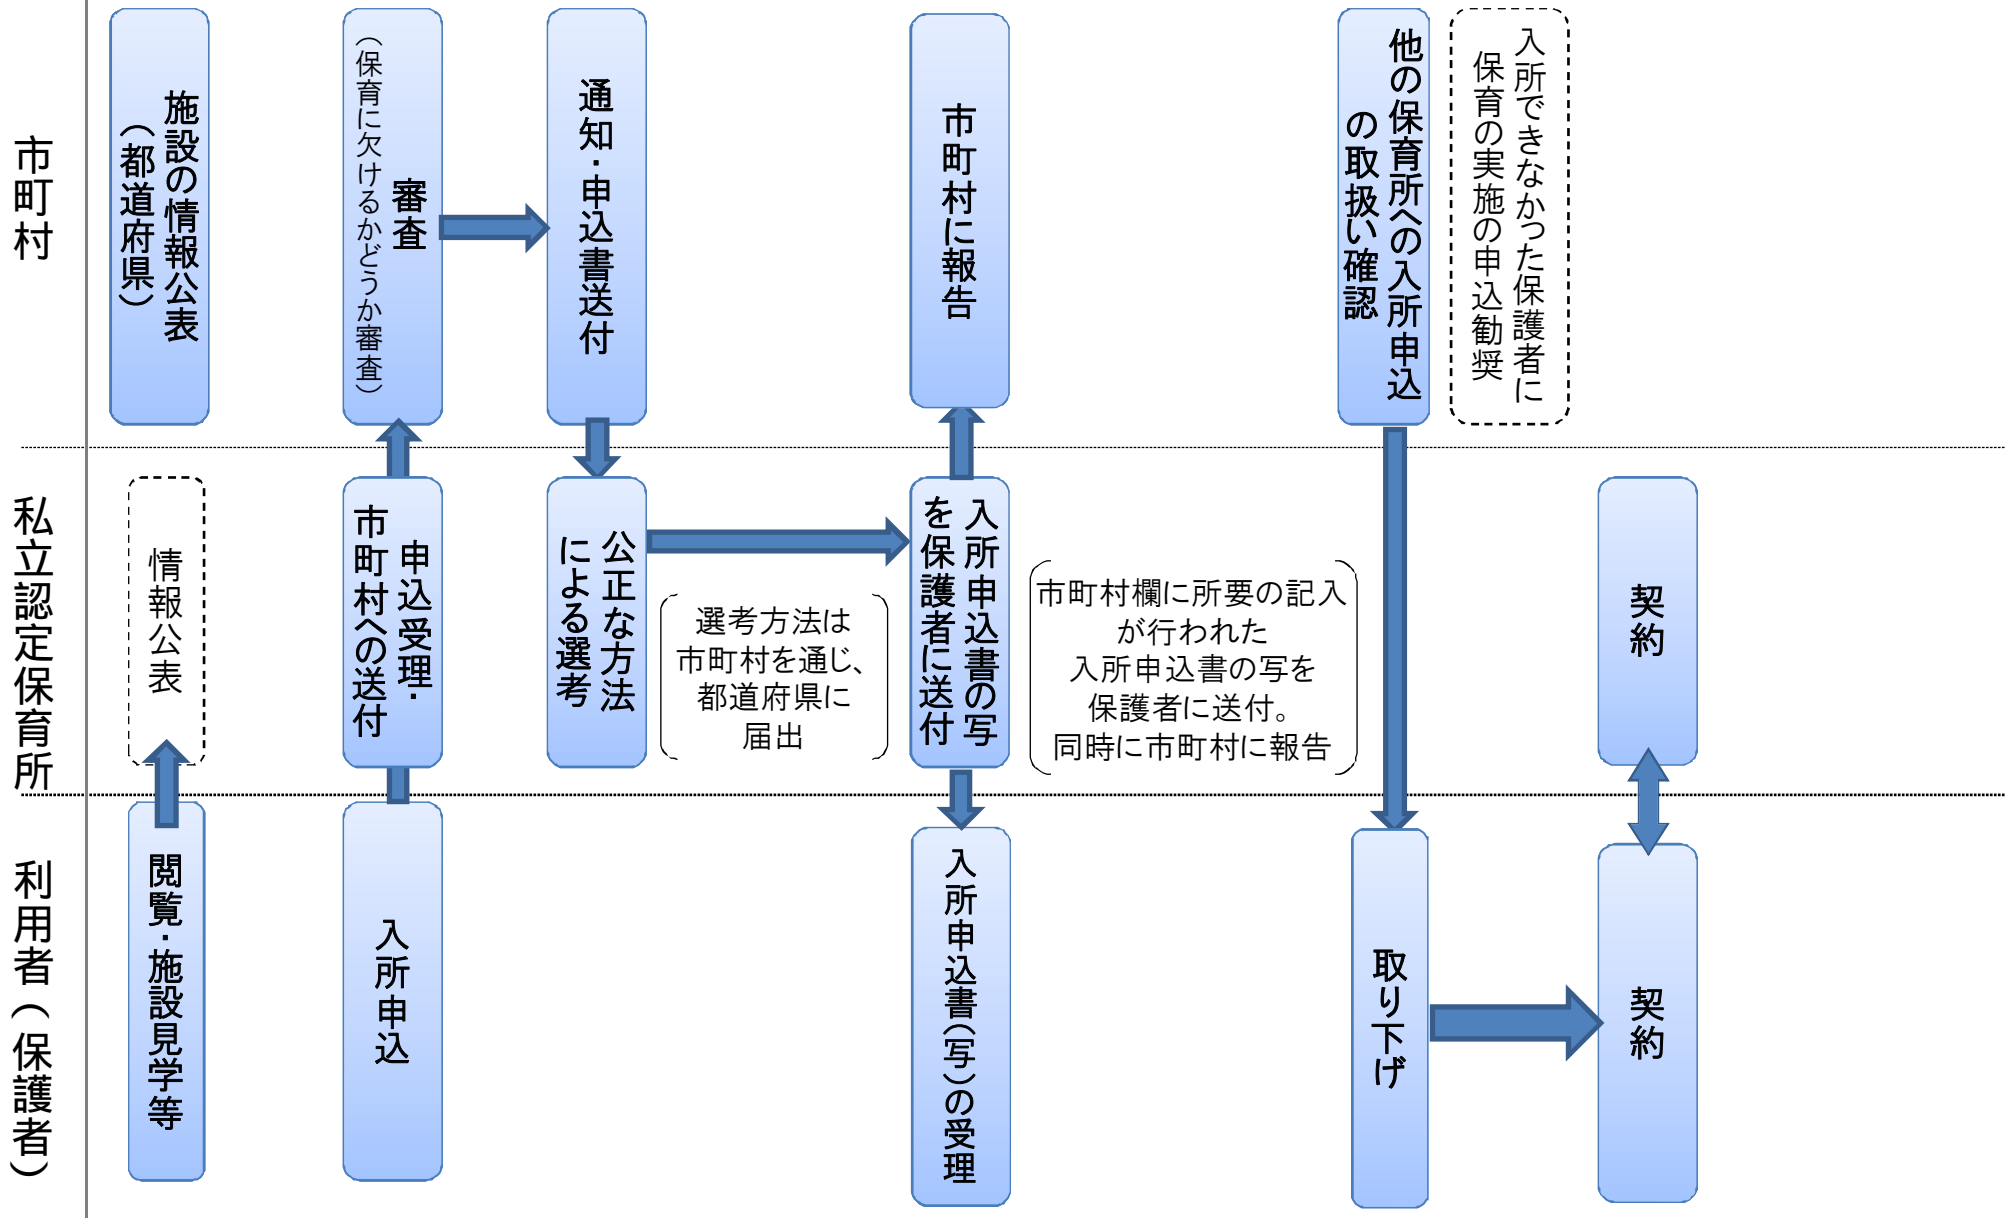 市町村
施設の情報公表
（都道府県）
審査
（保育に欠けるかどうか審査）
通知・申込書送付
市町村に報告
他の保育所への入所申込
の取扱い確認
入所できなかった保護者に
保育の実施の申込勧奨
私立認定保育所
情報公表
申込受理・
市町村への送付
公正な方法
による選考
選考方法は
市町村を通じ、
都道府県に
届出
入所申込書の写
を保護者に送付
市町村欄に所要の記入
が行われた
入所申込書の写を
保護者に送付。
同時に市町村に報告
契約
利用者（保護者）
閲覧・施設見学等
入所申込
入所申込書（写）の受理
取り下げ
契約